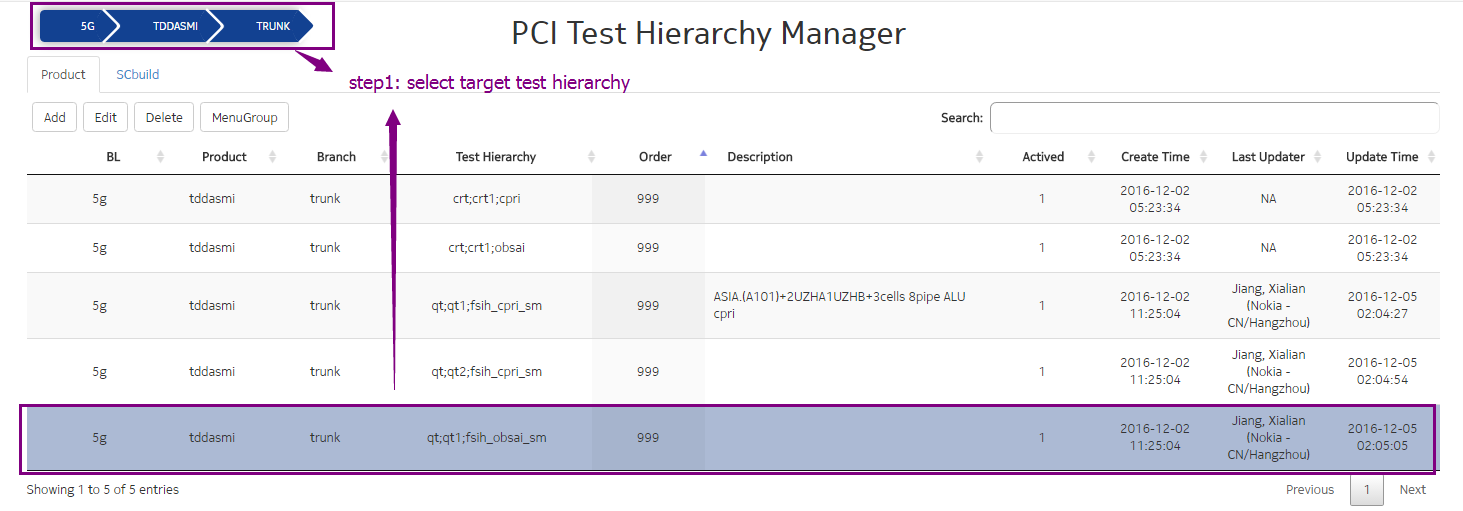 5G TDDASMI TRUNK
PCI Test Hierarchy Manager
step1: select target test hierarchy
Product SCbuild
Add Edit Delete MenuGroup Search:
BL Product Branch Test Hierarchy Order Description Actived Create Time Last Updater Update Time
5g tddasmi trunk crt;crt1;cpri 999 1 2016-12-02 NA 2016-12-02
05:23:34 05:23:34
5g tddasmi trunk crt;crt1;obsai 999 1 2016-12-02 NA 2016-12-02
05:23:34 05:23:34
5g tddasmi trunk qt;qt1;fsih_cpri_sm 999 ASIA.(A101)+2UZHA1UZHB+3cells 8pipe ALU
cpri
1 2016-12-02
11:25:04
Jiang, Xialian
(Nokia -
CN/Hangzhou)
2016-12-05
02:04:27
5g tddasmi trunk qt;qt2;fsih_cpri_sm 999 1 2016-12-02
11:25:04
Jiang, Xialian
(Nokia -
CN/Hangzhou)
2016-12-05
02:04:54
5g tddasmi trunk qt;qt1;fsih_obsai_sm 999 1 2016-12-02
11:25:04
Jiang, Xialian
(Nokia -
CN/Hangzhou)
2016-12-05
02:05:05
Showing 1 to 5 of 5 entries Previous 1 Next